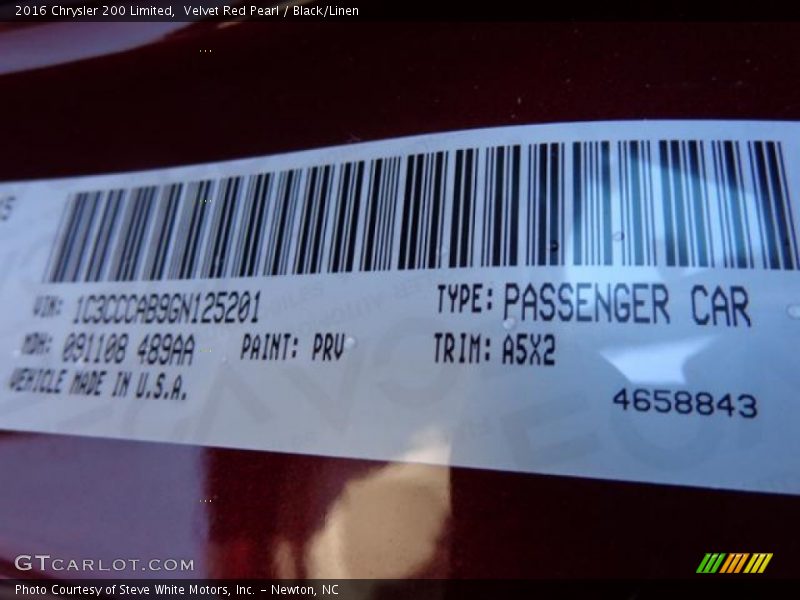 2016 Chrysler 200 Limited,  Velvet Red Pearl / Black/Linen
VIN: 1C3CCCAB9GN125201
TYPE: PASSENGER CAR
MDH: 091108 489AA
PAINT: PRV
TRIM: A5X2
VEHICLE MADE IN U.S.A.
4658843
GTCARLOT.COM
Photo Courtesy of Steve White Motors, Inc. - Newton, NC